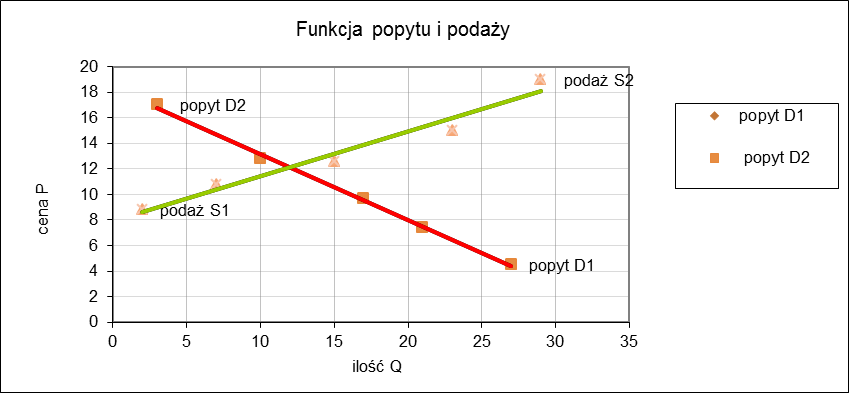 Funkcja popytu i podaży
20
18
16
14
12
10
8
6
4
2
0
cena P
popyt D2
podaż S2
podaż S1
popyt D1
0 5 10 15 20 25 30 35
ilość Q
popyt D1
popyt D2